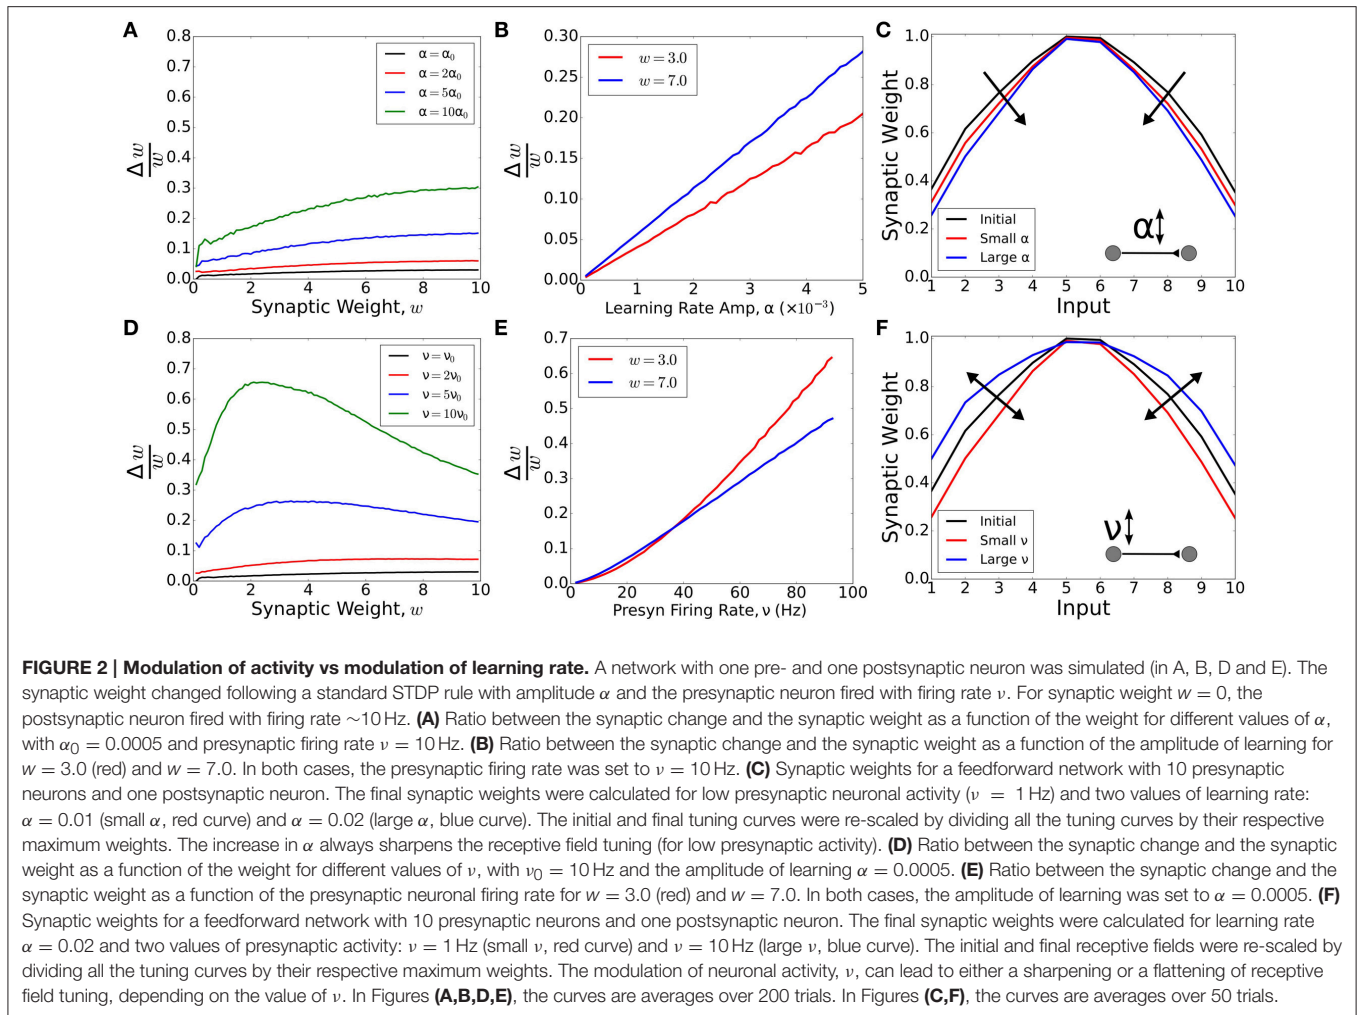 A
0.8
0.7
0.6
0.5
0.4
0.3
0.2
0.1
0.0
Δw/w
0 2 4 6 8 10
Synaptic Weight, w
α = α₀
α = 2α₀
α = 5α₀
α = 10α₀
B
0.30
0.25
0.20
0.15
0.10
0.05
0.00
Δw/w
0 1 2 3 4 5
Learning Rate Amp, α (×10⁻³)
w = 3.0
w = 7.0
C
1.0
0.8
0.6
0.4
0.2
0.0
Synaptic Weight
1 2 3 4 5 6 7 8 9 10
Input
Initial
Small α
Large α
α
D
0.8
0.7
0.6
0.5
0.4
0.3
0.2
0.1
0.0
Δw/w
0 2 4 6 8 10
Synaptic Weight, w
ν = ν₀
ν = 2ν₀
ν = 5ν₀
ν = 10ν₀
E
0.7
0.6
0.5
0.4
0.3
0.2
0.1
0.0
Δw/w
0 20 40 60 80 100
Presyn Firing Rate, ν (Hz)
w = 3.0
w = 7.0
F
1.0
0.8
0.6
0.4
0.2
0.0
Synaptic Weight
1 2 3 4 5 6 7 8 9 10
Input
Initial
Small ν
Large ν
ν
FIGURE 2 | Modulation of activity vs modulation of learning rate. A network with one pre- and one postsynaptic neuron was simulated (in A, B, D and E). The
synaptic weight changed following a standard STDP rule with amplitude α and the presynaptic neuron fired with firing rate ν. For synaptic weight w = 0, the
postsynaptic neuron fired with firing rate ∼10 Hz. (A) Ratio between the synaptic change and the synaptic weight as a function of the weight for different values of α,
with α₀ = 0.0005 and presynaptic firing rate ν = 10 Hz. (B) Ratio between the synaptic change and the synaptic weight as a function of the amplitude of learning for
w = 3.0 (red) and w = 7.0. In both cases, the presynaptic firing rate was set to ν = 10 Hz. (C) Synaptic weights for a feedforward network with 10 presynaptic
neurons and one postsynaptic neuron. The final synaptic weights were calculated for low presynaptic neuronal activity (ν = 1 Hz) and two values of learning rate:
α = 0.01 (small α, red curve) and α = 0.02 (large α, blue curve). The initial and final tuning curves were re-scaled by dividing all the tuning curves by their respective
maximum weights. The increase in α always sharpens the receptive field tuning (for low presynaptic activity). (D) Ratio between the synaptic change and the synaptic
weight as a function of the weight for different values of ν, with ν₀ = 10 Hz and the amplitude of learning α = 0.0005. (E) Ratio between the synaptic change and the
synaptic weight as a function of the presynaptic neuronal firing rate for w = 3.0 (red) and w = 7.0. In both cases, the amplitude of learning was set to α = 0.0005. (F)
Synaptic weights for a feedforward network with 10 presynaptic neurons and one postsynaptic neuron. The final synaptic weights were calculated for learning rate
α = 0.02 and two values of presynaptic activity: ν = 1 Hz (small ν, red curve) and ν = 10 Hz (large ν, blue curve). The initial and final receptive fields were re-scaled by
dividing all the tuning curves by their respective maximum weights. The modulation of neuronal activity, ν, can lead to either a sharpening or a flattening of receptive
field tuning, depending on the value of ν. In Figures (A,B,D,E), the curves are averages over 200 trials. In Figures (C,F), the curves are averages over 50 trials.